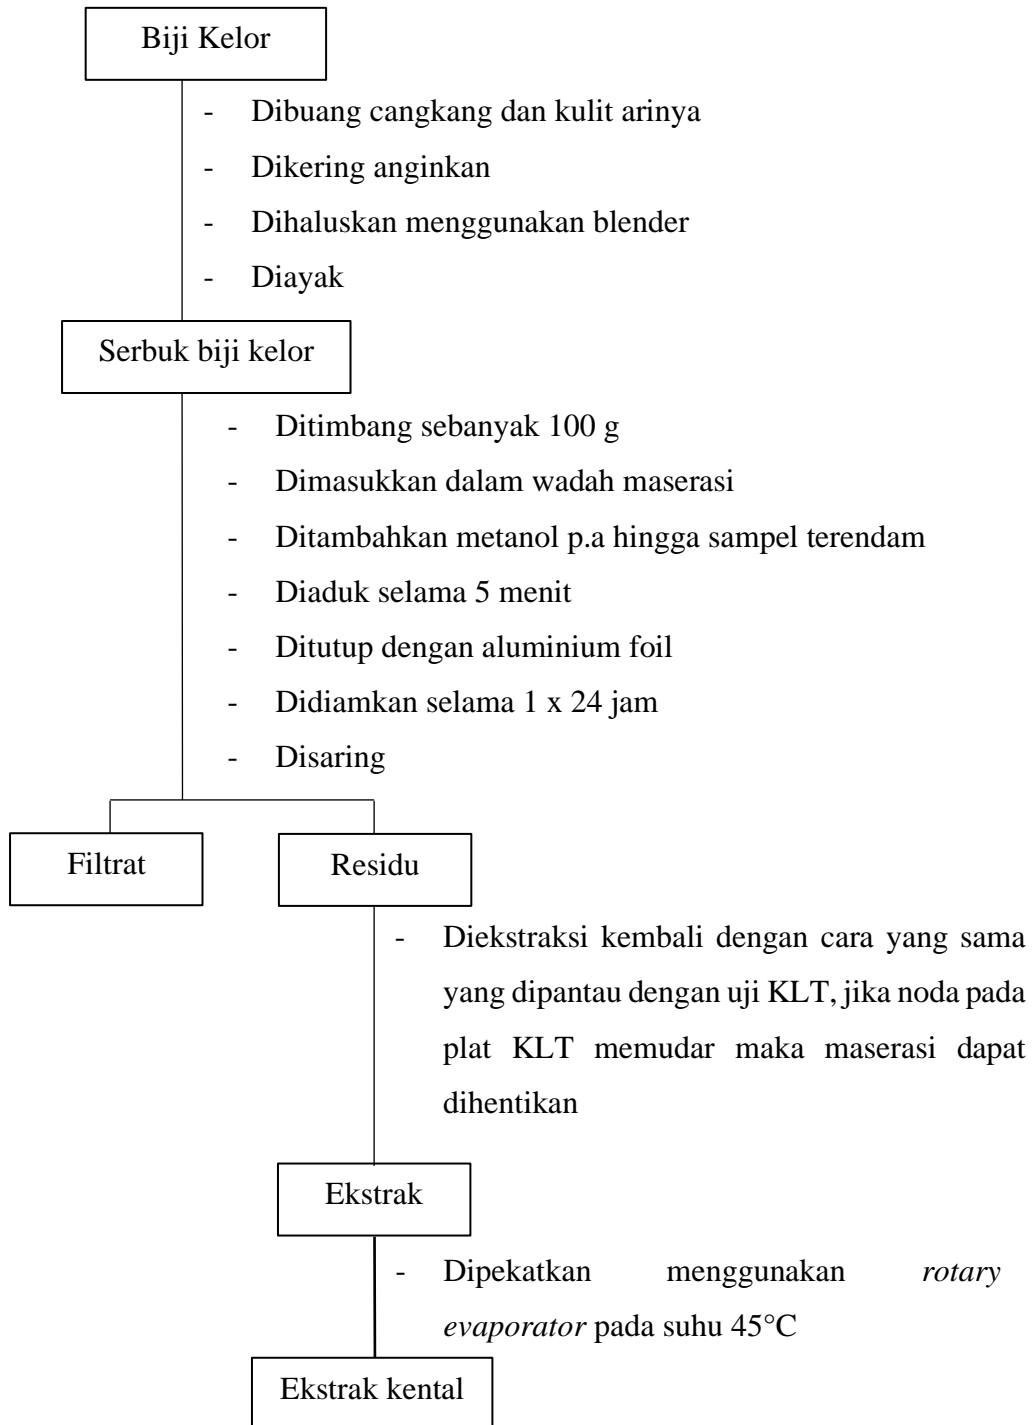 Biji Kelor
- Dibuang cangkang dan kulit arinya
- Dikering anginkan
- Dihaluskan menggunakan blender
- Diayak
Serbuk biji kelor
- Ditimbang sebanyak 100 g
- Dimasukkan dalam wadah maserasi
- Ditambahkan metanol p.a hingga sampel terendam
- Diaduk selama 5 menit
- Ditutup dengan aluminium foil
- Didiamkan selama 1 x 24 jam
- Disaring
Filtrat
Residu
- Diekstraksi kembali dengan cara yang sama
yang dipantau dengan uji KLT, jika noda pada
plat KLT memudar maka maserasi dapat
dihentikan
Ekstrak
- Dipekatkan menggunakan rotary
evaporator pada suhu 45°C
Ekstrak kental